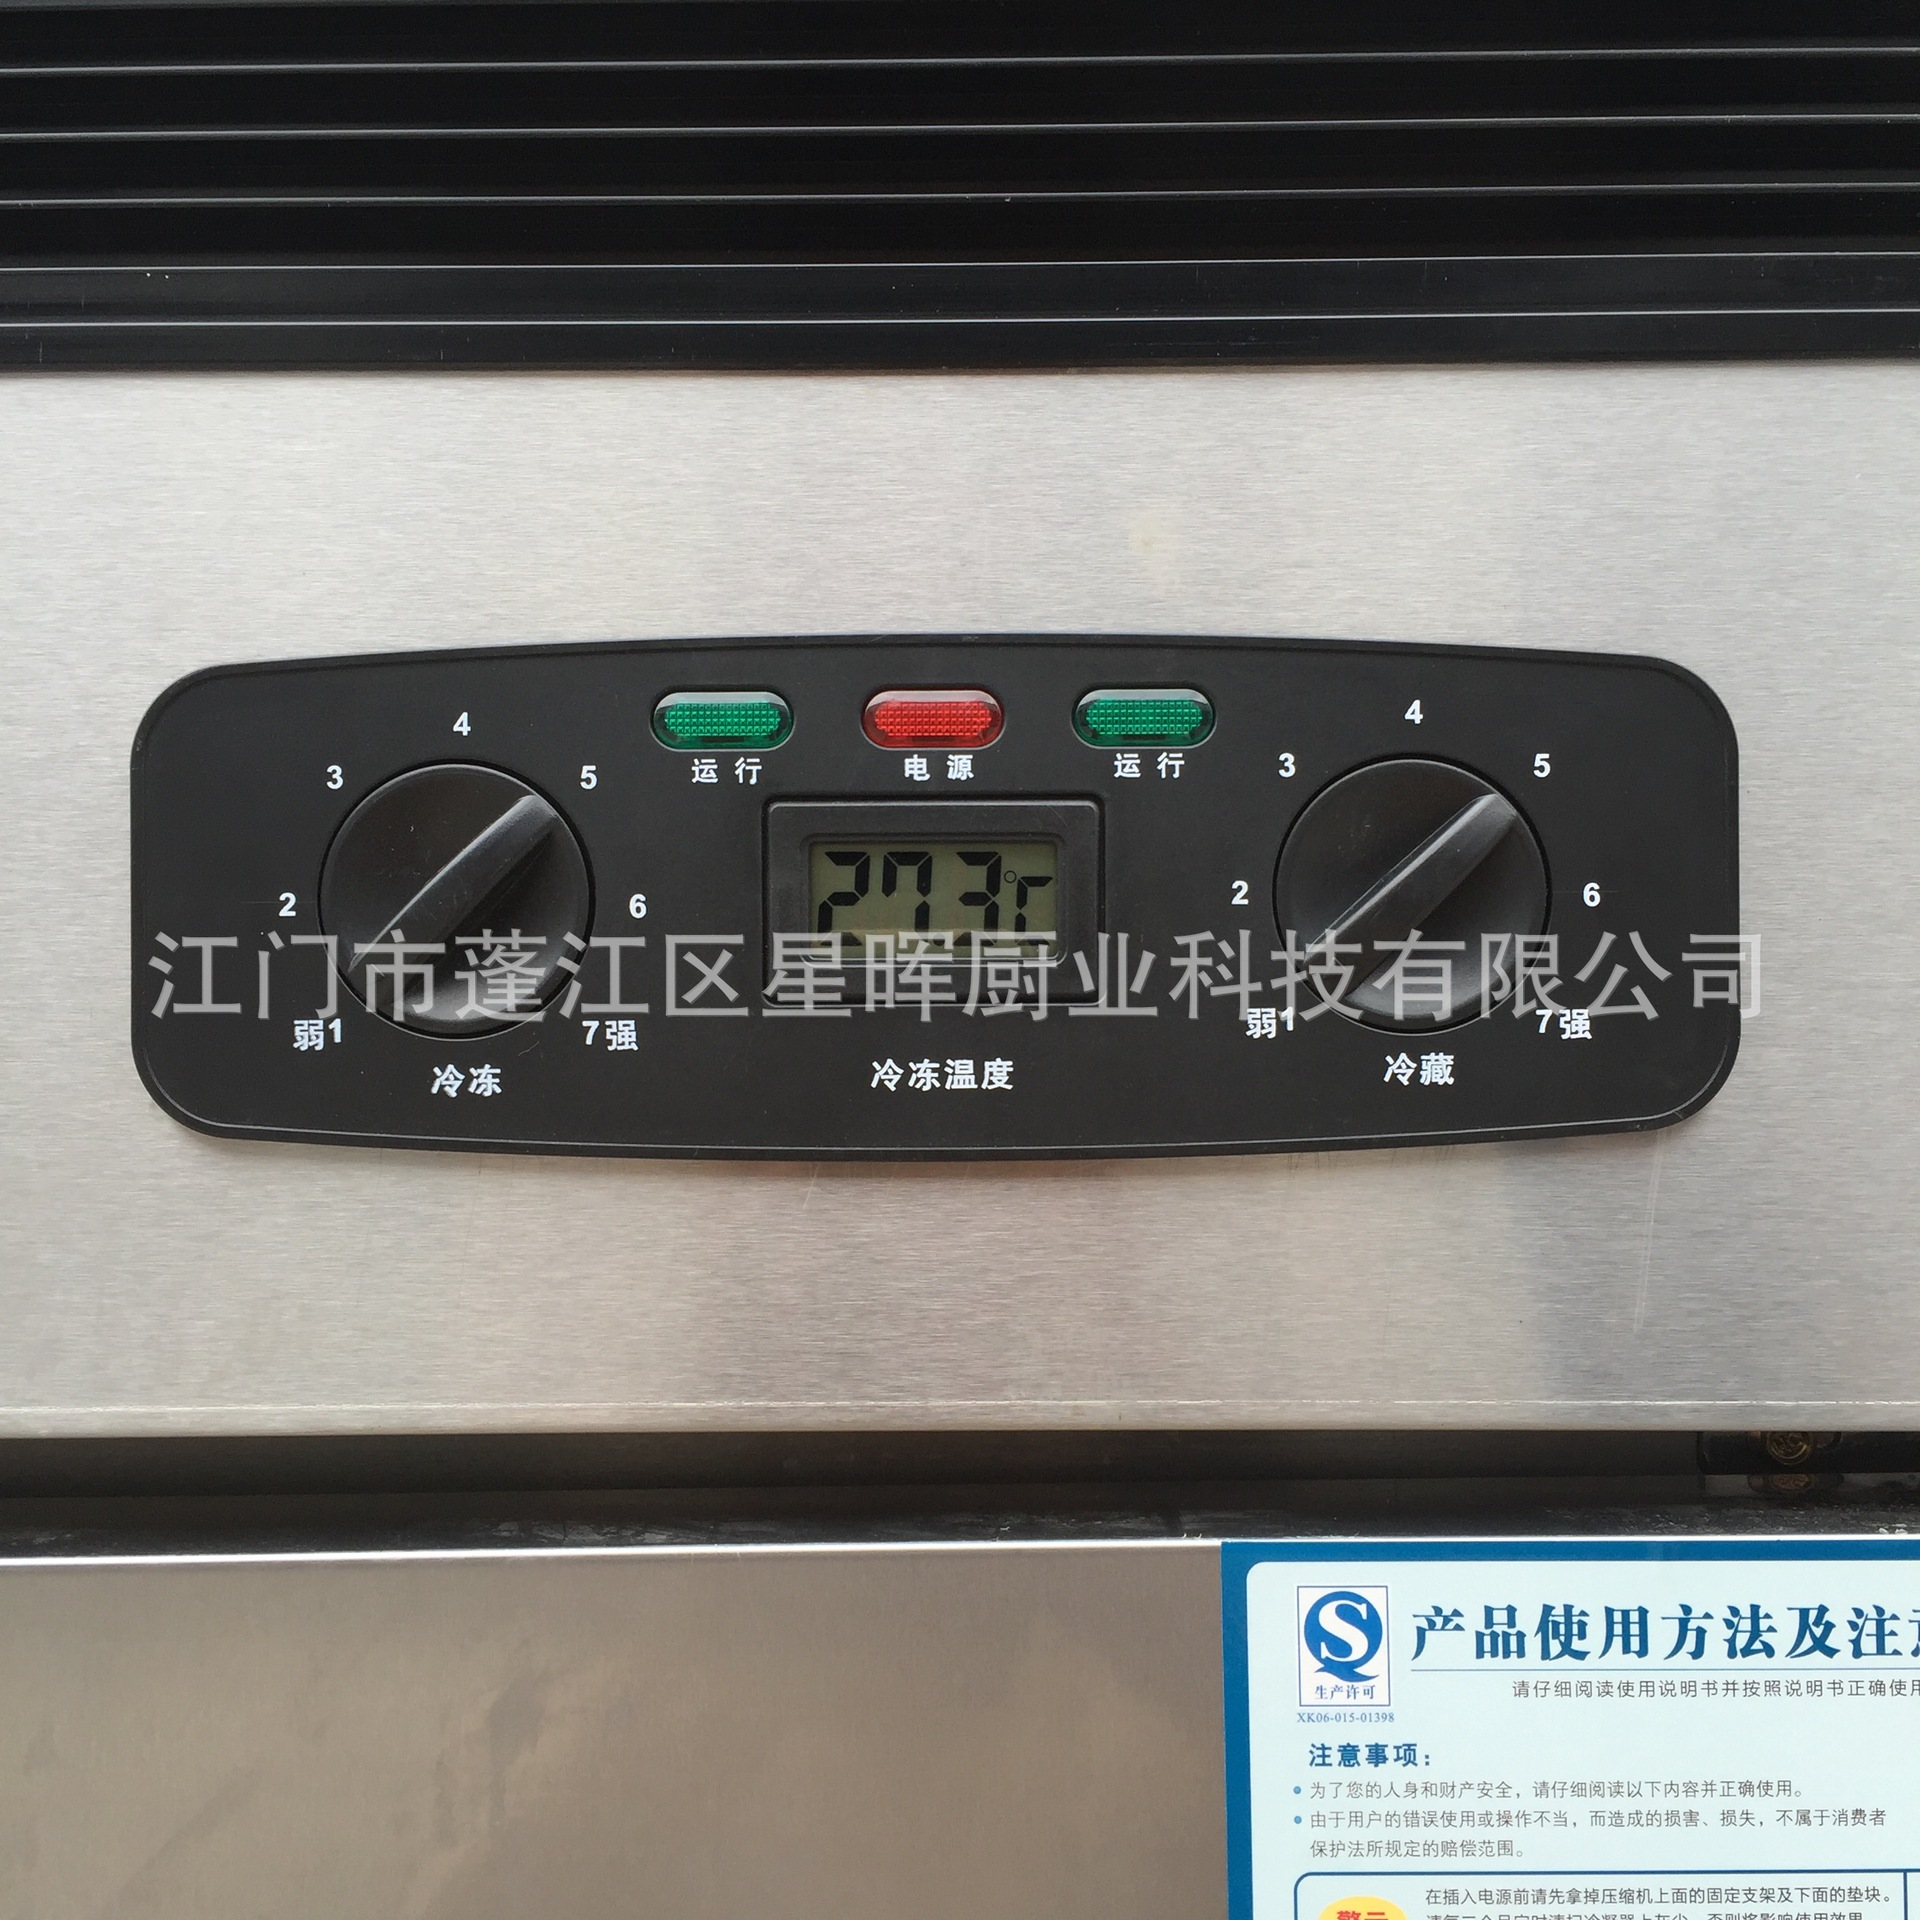 4 4
3 5 运行 电源 运行 3 5
27.3℃
2 6 2 6
江门市蓬江区星晖厨业科技有限公司
弱1 7强 弱1 7强
冷冻 冷冻温度 冷藏
产品使用方法及注
请仔细阅读使用说明书并按照说明书正确使
生产许可
XK06-015-01398
注意事项：
• 为了您的人身和财产安全，请仔细阅读以下内容并正确使用。
• 由于用户的错误使用或操作不当，而造成的损害、损失，不属于消费者
保护法所规定的赔偿范围。
在插入电源前请先拿掉压缩机上面的固定支架及下面的垫块。